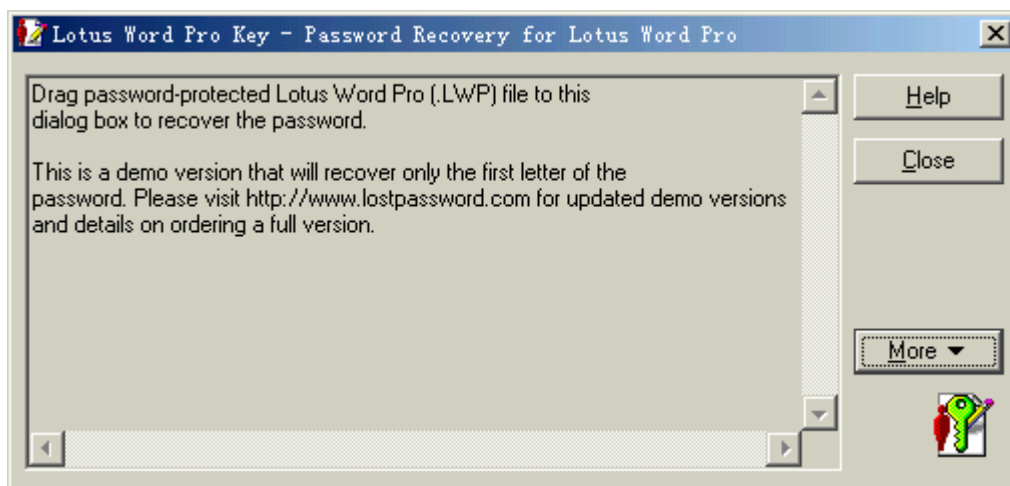 Lotus Word Pro Key - Password Recovery for Lotus Word Pro
Drag password-protected Lotus Word Pro (.LWP) file to this
dialog box to recover the password.
This is a demo version that will recover only the first letter of the
password. Please visit http://www.lostpassword.com for updated demo versions
and details on ordering a full version.
Help
Close
More